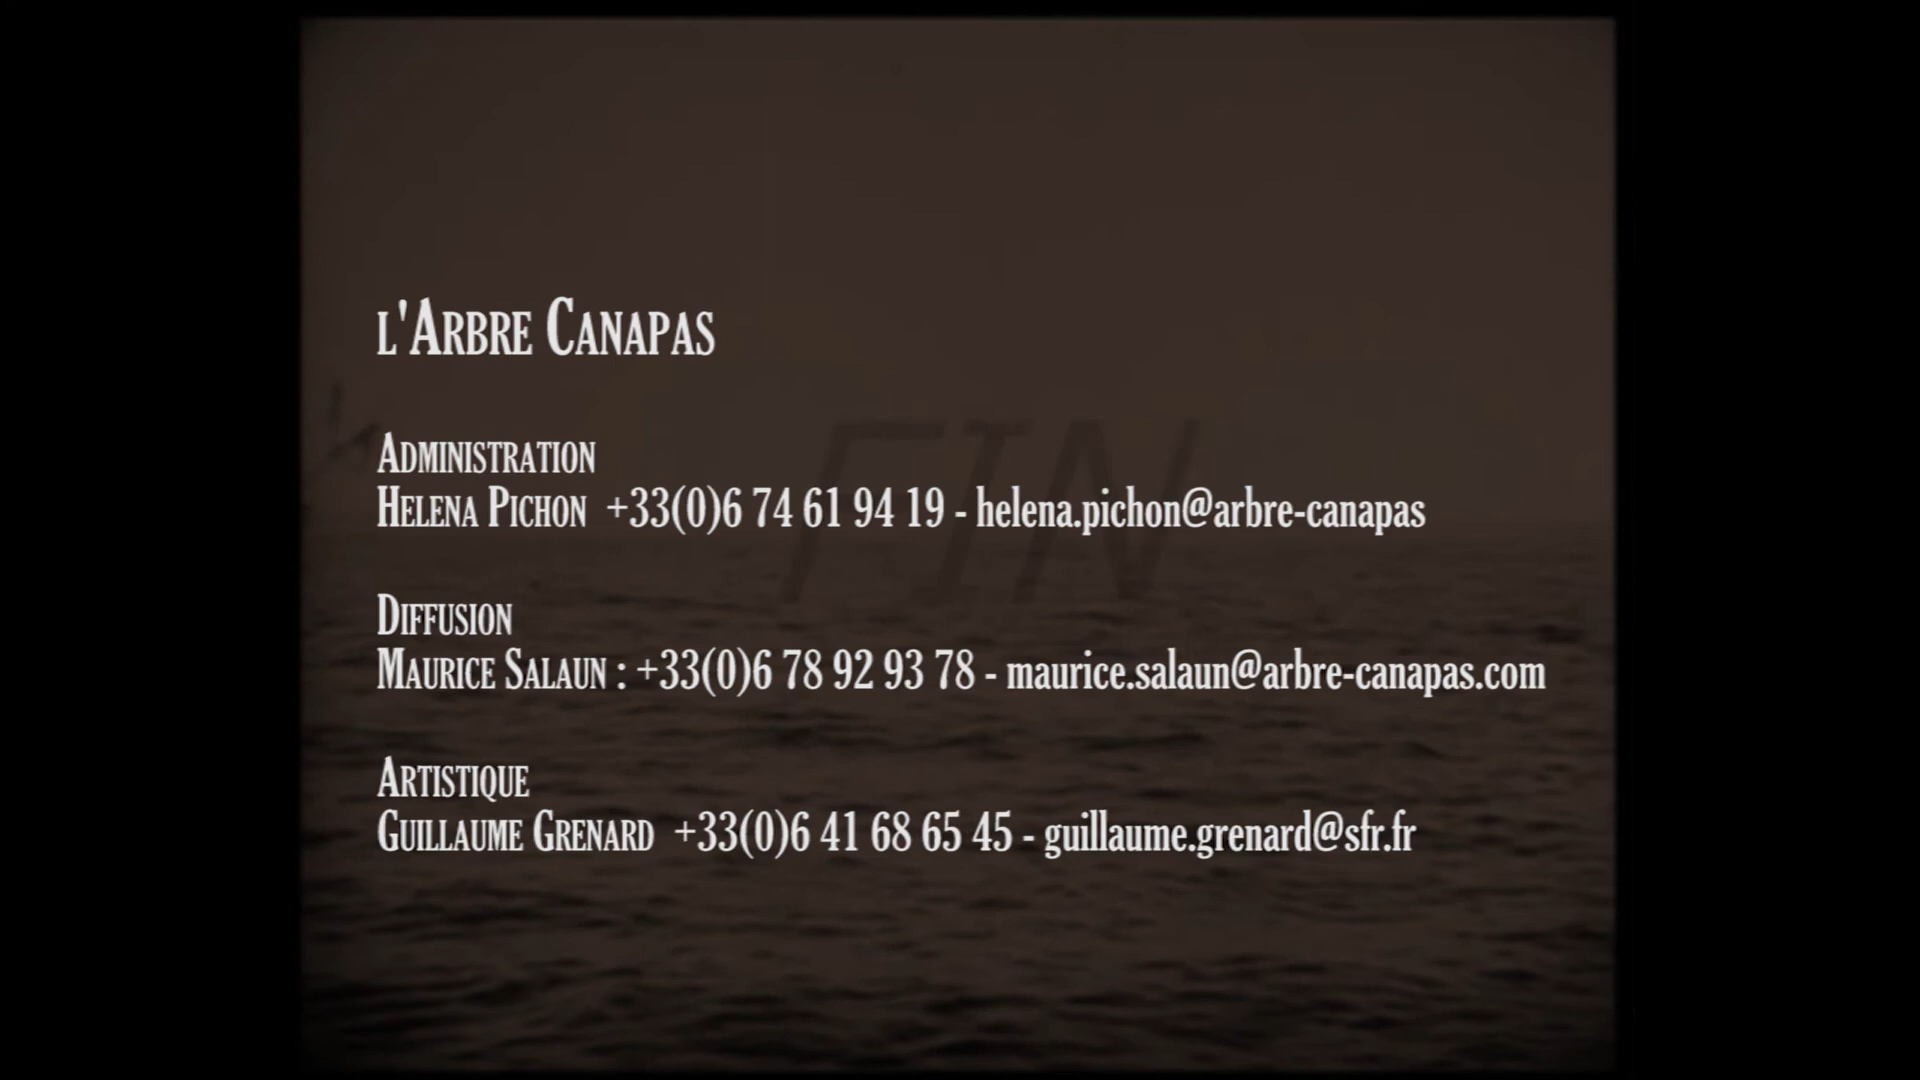 L'ARBRE CANAPAS
ADMINISTRATION
HELENA PICHON +33(0)6 74 61 94 19 - helena.pichon@arbre-canapas
FIN
DIFFUSION
MAURICE SALAUN : +33(0)6 78 92 93 78 - maurice.salaun@arbre-canapas.com
ARTISTIQUE
GUILLAUME GRENARD +33(0)6 41 68 65 45 - guillaume.grenard@sfr.fr